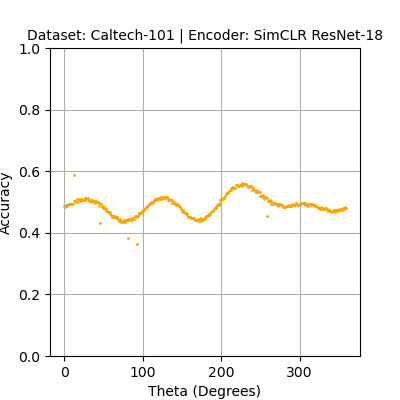 Dataset: Caltech-101 | Encoder: SimCLR ResNet-18
1.0
0.8
0.6
0.4
0.2
0.0
Accuracy
0 100 200 300
Theta (Degrees)